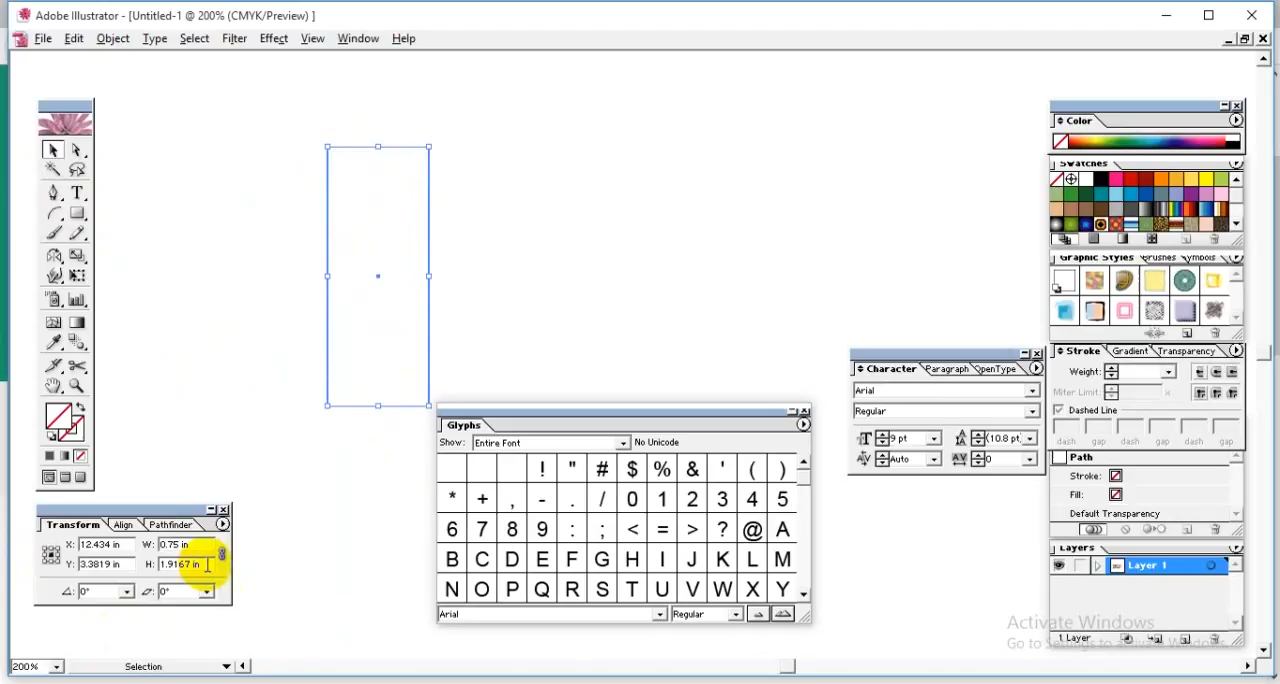 Adobe Illustrator - [Untitled-1 @ 200% (CMYK/Preview) ]
File Edit Object Type Select Filter Effect View Window Help
Color
Swatches
Graphic Styles Brushes Symbols
Stroke Gradient Transparency
Weight:
Miter Limit: x
Dashed Line
dash gap dash gap dash gap
Path
Stroke:
Fill:
Default Transparency
Layers
Layer 1
1 Layer
Character Paragraph OpenType
Arial
Regular
9 pt (10.8 pt)
Auto 0
Glyphs
Show: Entire Font No Unicode
! " # $ % & ' ( )
* + , - . / 0 1 2 3 4 5
6 7 8 9 : ; < = > ? @ A
B C D E F G H I J K L M
N O P Q R S T U V W X Y
Arial Regular
Transform Align Pathfinder
X: 12.434 in W: 0.75 in
Y: 3.3819 in H: 1.9167 in
0° 0°
Activate Windows
Go to Settings to activate Windows.
200% Selection